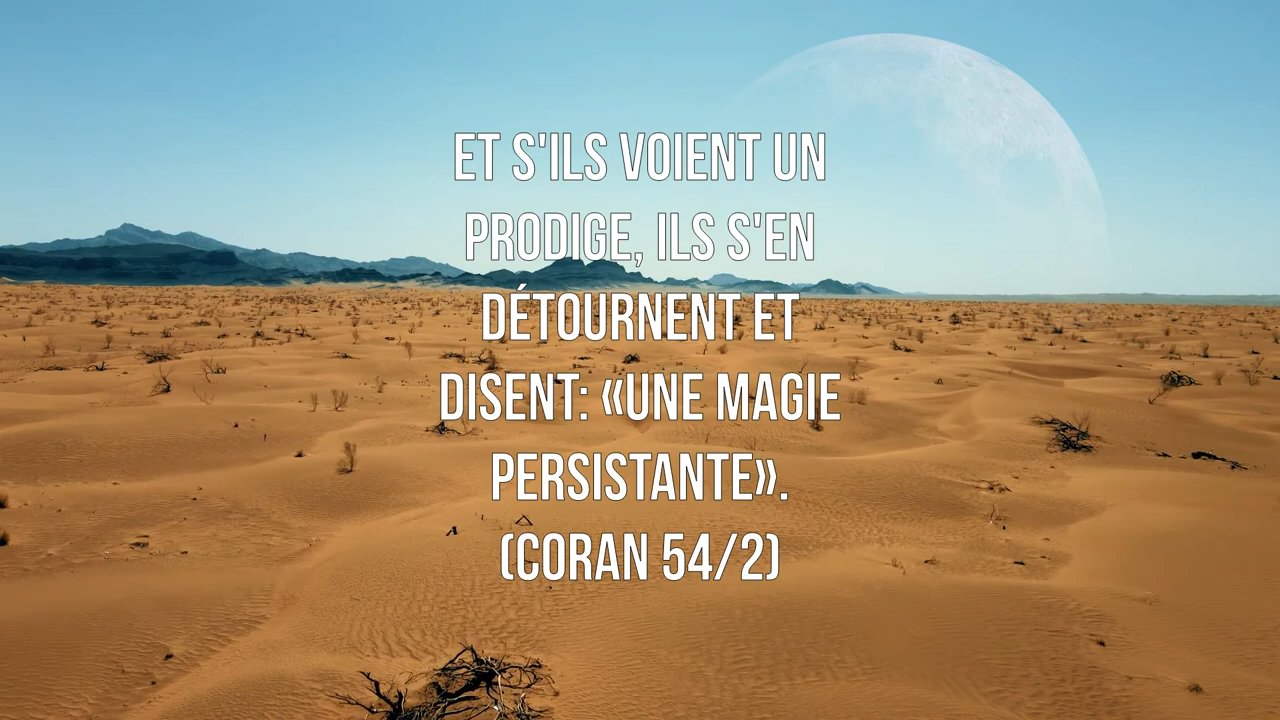 ET S'ILS VOIENT UN
PRODIGE, ILS S'EN
DÉTOURNENT ET
DISENT: «UNE MAGIE
PERSISTANTE».
(CORAN 54/2)